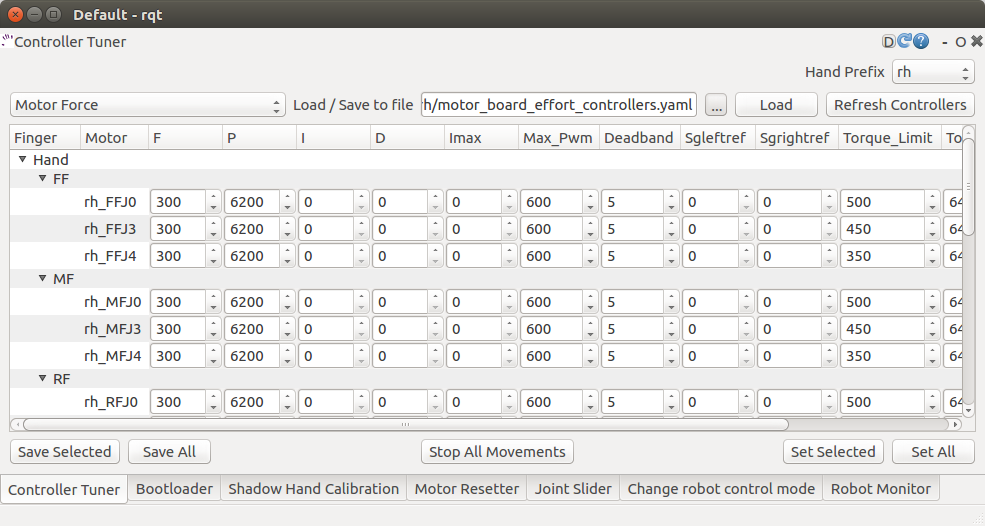 Default - rqt
Controller Tuner D ? - O
Hand Prefix rh
Motor Force Load / Save to file h/motor_board_effort_controllers.yaml ... Load Refresh Controllers
Finger Motor F P I D Imax Max_Pwm Deadband Sgleftref Sgrightref Torque_Limit To
Hand
FF
rh_FFJ0 300 6200 0 0 0 600 5 0 0 500 64
rh_FFJ3 300 6200 0 0 0 600 5 0 0 450 64
rh_FFJ4 300 6200 0 0 0 600 5 0 0 350 64
MF
rh_MFJ0 300 6200 0 0 0 600 5 0 0 500 64
rh_MFJ3 300 6200 0 0 0 600 5 0 0 450 64
rh_MFJ4 300 6200 0 0 0 600 5 0 0 350 64
RF
rh_RFJ0 300 6200 0 0 0 600 5 0 0 500 64
Save Selected Save All Stop All Movements Set Selected Set All
Controller Tuner Bootloader Shadow Hand Calibration Motor Resetter Joint Slider Change robot control mode Robot Monitor